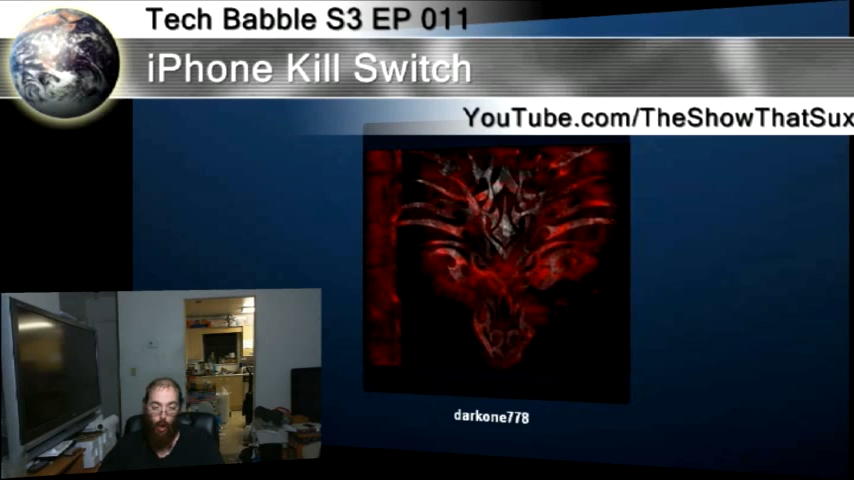 Tech Babble S3 EP 011
iPhone Kill Switch
YouTube.com/TheShowThatSux
darkone778